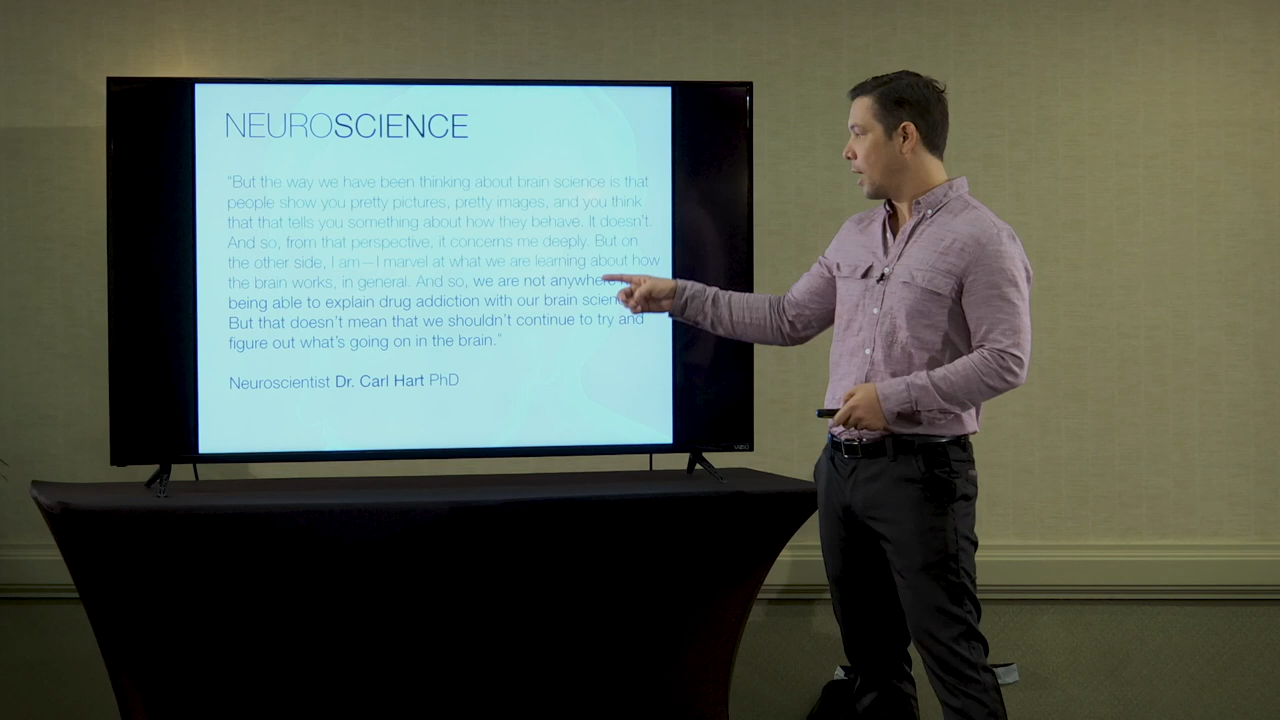 NEUROSCIENCE
“But the way we have been thinking about brain science is that
people show you pretty pictures, pretty images, and you think
that that tells you something about how they behave. It doesn’t.
And so, from that perspective, it concerns me deeply. But on
the other side, I am—I marvel at what we are learning about how
the brain works, in general. And so, we are not
being able to explain drug addiction with our brain
But that doesn’t mean that we shouldn’t continue to try and
figure out what’s going on in the brain.”
Neuroscientist Dr. Carl Hart PhD
VIZIO